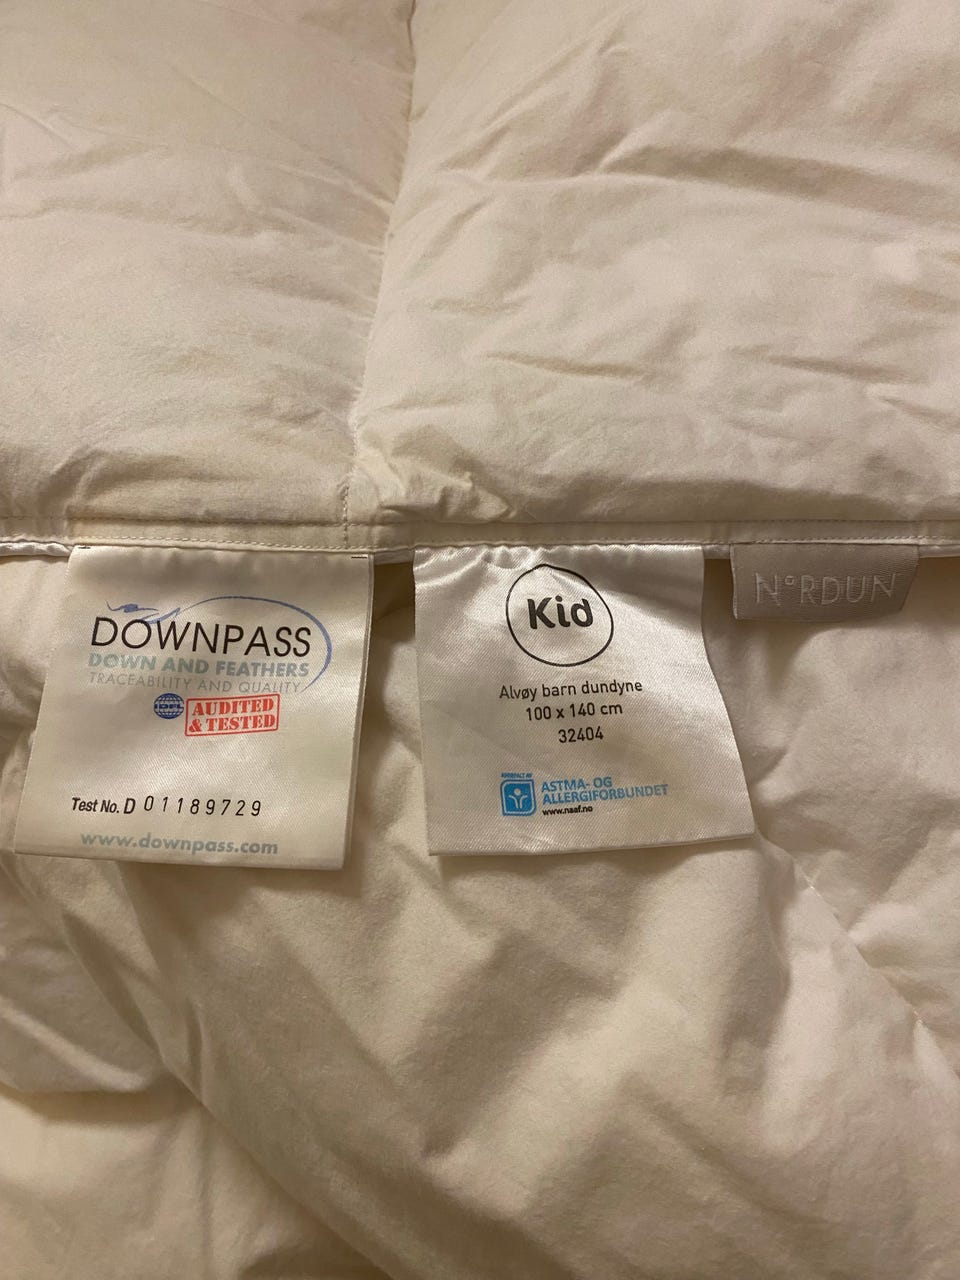 DOWNPASS
DOWN AND FEATHERS
TRACEABILITY AND QUALITY
AUDITED
& TESTED
Test No. D 01189729
www.downpass.com
Kid
Alvøy barn dundyne
100 x 140 cm
32404
ASTMA- OG
ALLERGIFORBUNDET
www.naaf.no
N°RDUN